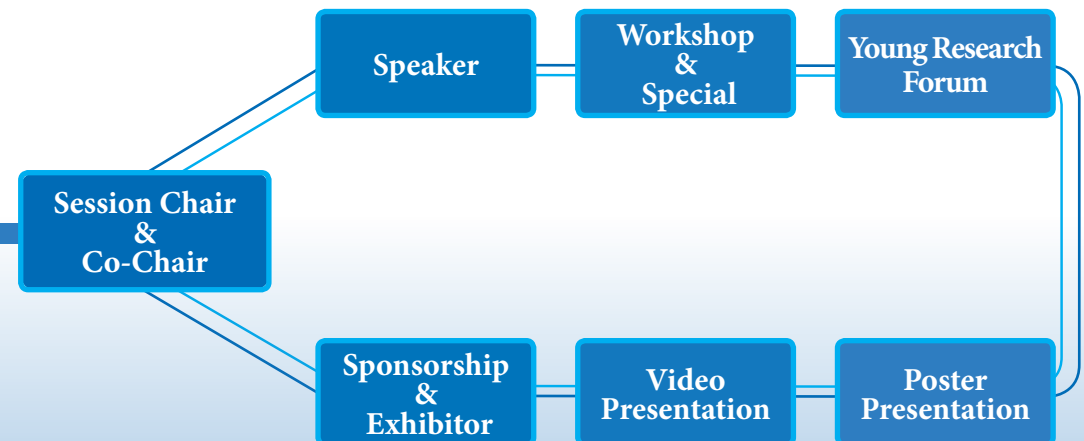 Speaker
Workshop
&
Special
Young Research
Forum
Session Chair
&
Co-Chair
Sponsorship
&
Exhibitor
Video
Presentation
Poster
Presentation